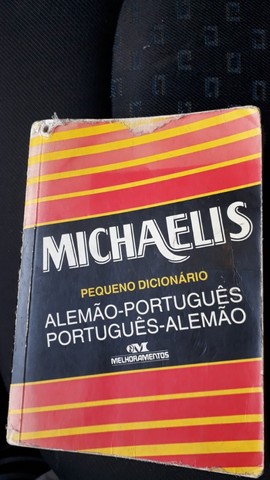 MICHAELIS
PEQUENO DICIONÁRIO
ALEMÃO-PORTUGUÊS
PORTUGUÊS-ALEMÃO
MELHORAMENTOS